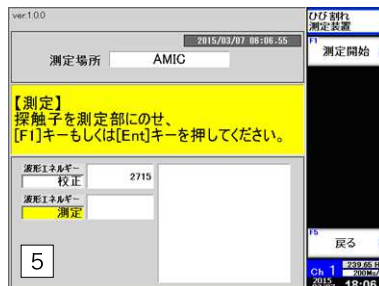 ver.1.0.0
2015/03/07 08:06.55
測定場所 AMIC
【測定】
探触子を測定部にのせ、
[F1]キーもしくは[Ent]キーを押してください。
波形エネルギー
校正 2715
波形エネルギー
測定
5
ひび割れ
測定装置
F1
測定開始
F5
戻る
Ch 1
2015
18:06